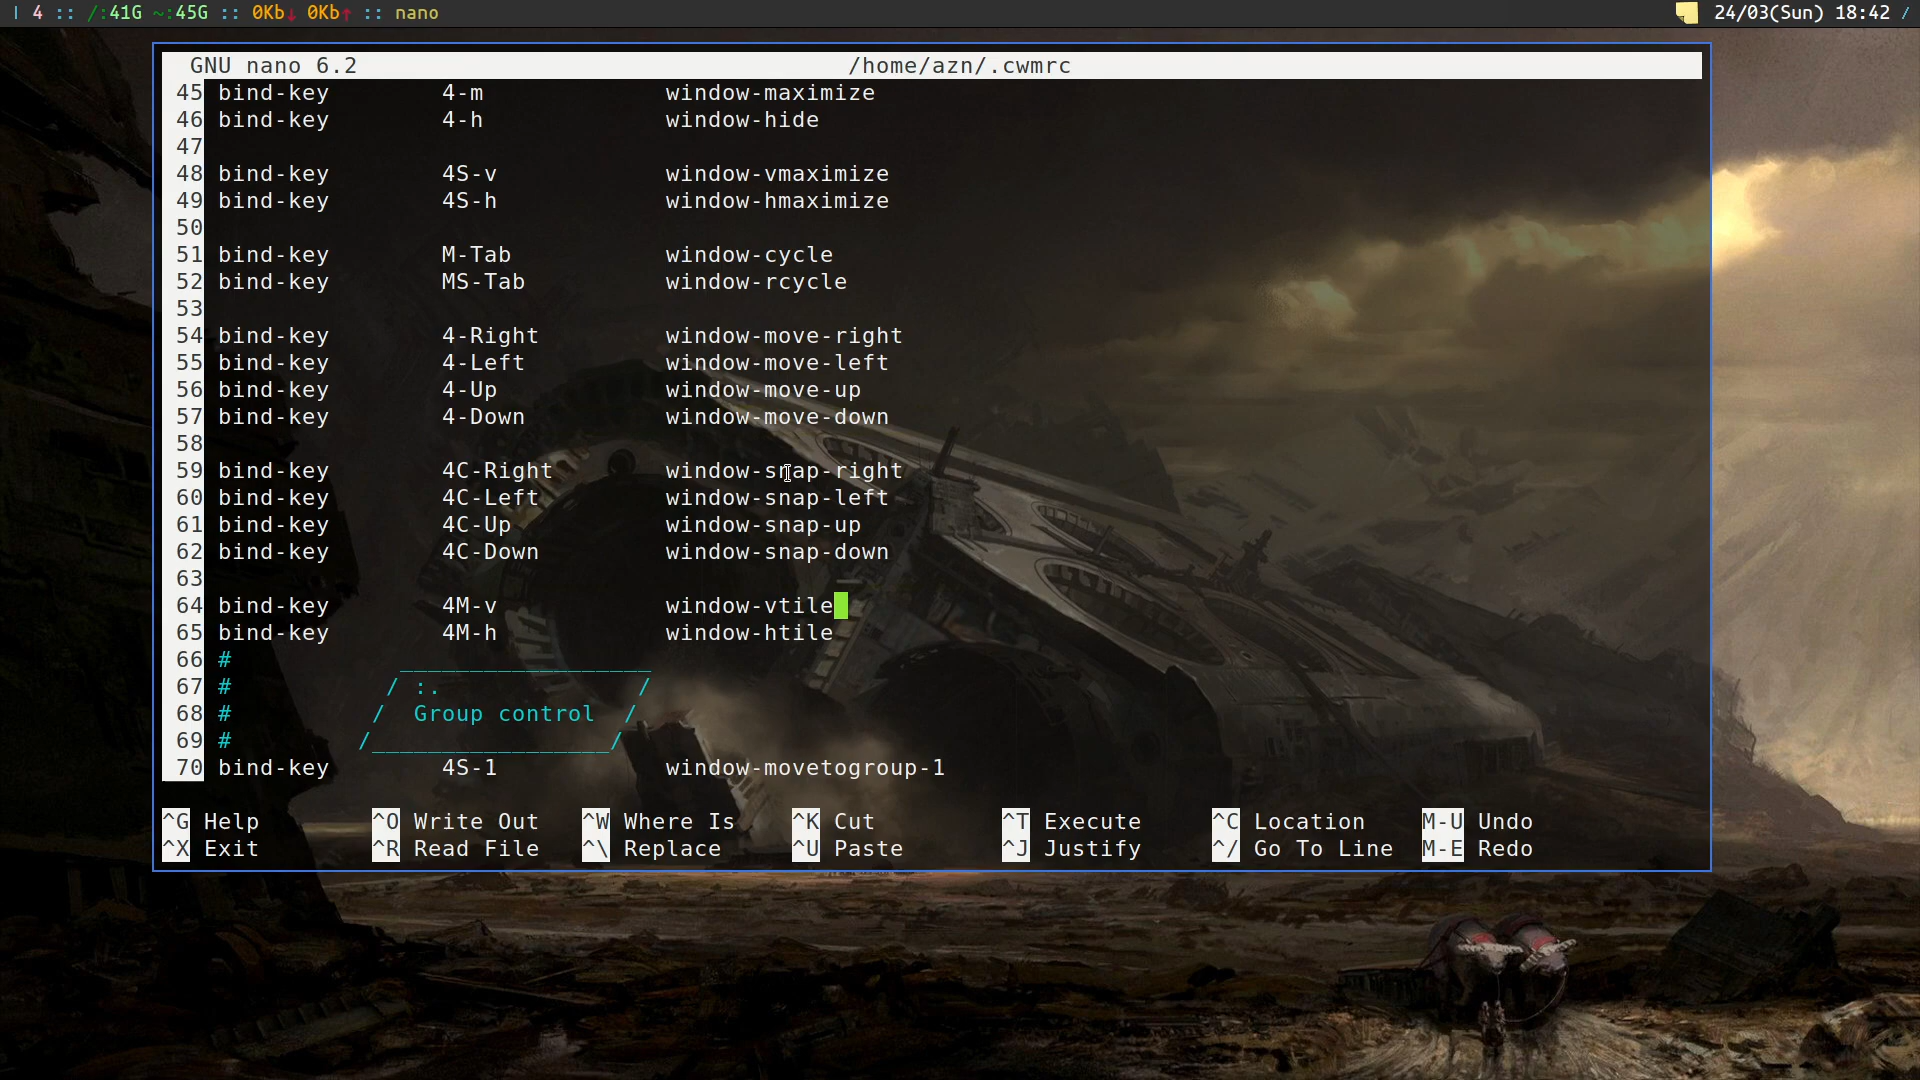 | 4 :: /:41G ~:45G :: 0Kb↓ 0Kb↑ :: nano 24/03(Sun) 18:42 /
GNU nano 6.2 /home/azn/.cwmrc
45 bind-key 4-m window-maximize
46 bind-key 4-h window-hide
47
48 bind-key 4S-v window-vmaximize
49 bind-key 4S-h window-hmaximize
50
51 bind-key M-Tab window-cycle
52 bind-key MS-Tab window-rcycle
53
54 bind-key 4-Right window-move-right
55 bind-key 4-Left window-move-left
56 bind-key 4-Up window-move-up
57 bind-key 4-Down window-move-down
58
59 bind-key 4C-Right window-snap-right
60 bind-key 4C-Left window-snap-left
61 bind-key 4C-Up window-snap-up
62 bind-key 4C-Down window-snap-down
63
64 bind-key 4M-v window-vtile
65 bind-key 4M-h window-htile
66 # __________________
67 # / :. /
68 # / Group control /
69 # /_________________/
70 bind-key 4S-1 window-movetogroup-1
^G Help ^O Write Out ^W Where Is ^K Cut ^T Execute ^C Location M-U Undo
^X Exit ^R Read File ^\ Replace ^U Paste ^J Justify ^/ Go To Line M-E Redo